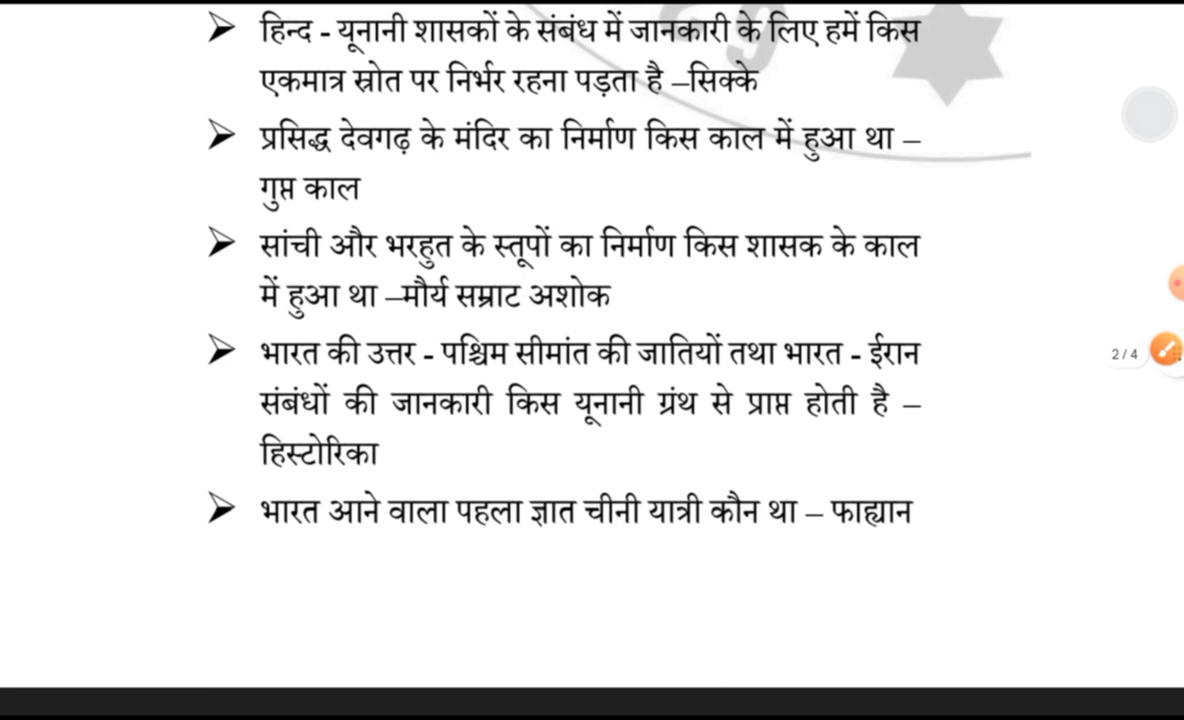 हिन्द - यूनानी शासकों के संबंध में जानकारी के लिए हमें किस
एकमात्र स्रोत पर निर्भर रहना पड़ता है –सिक्के
प्रसिद्ध देवगढ़ के मंदिर का निर्माण किस काल में हुआ था –
गुप्त काल
सांची और भरहुत के स्तूपों का निर्माण किस शासक के काल
में हुआ था –मौर्य सम्राट अशोक
भारत की उत्तर - पश्चिम सीमांत की जातियों तथा भारत - ईरान
संबंधों की जानकारी किस यूनानी ग्रंथ से प्राप्त होती है –
हिस्टोरिका
भारत आने वाला पहला ज्ञात चीनी यात्री कौन था – फाह्यान
2/4